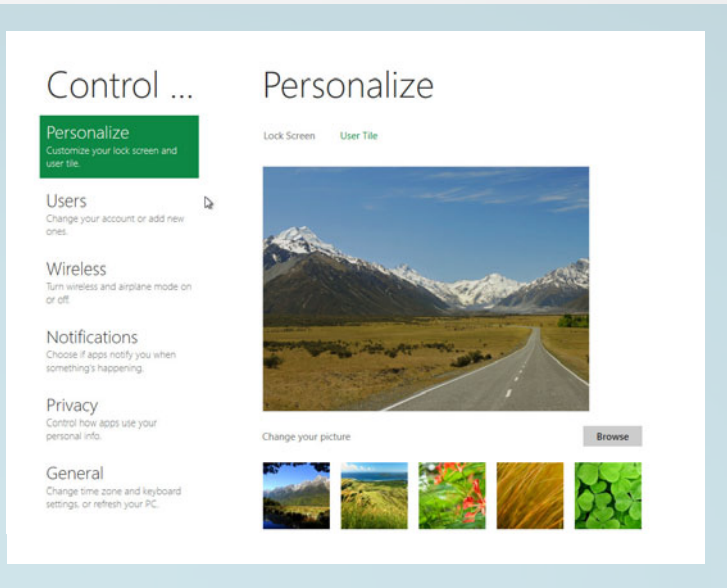 Control ...
Personalize
Customize your lock screen and
user tile.
Users
Change your account or add new
ones.
Wireless
Turn wireless and airplane mode on
or off.
Notifications
Choose if apps notify you when
something's happening.
Privacy
Control how apps use your
personal info.
General
Change time zone and keyboard
settings, or refresh your PC.
Personalize
Lock Screen User Tile
Change your picture
Browse